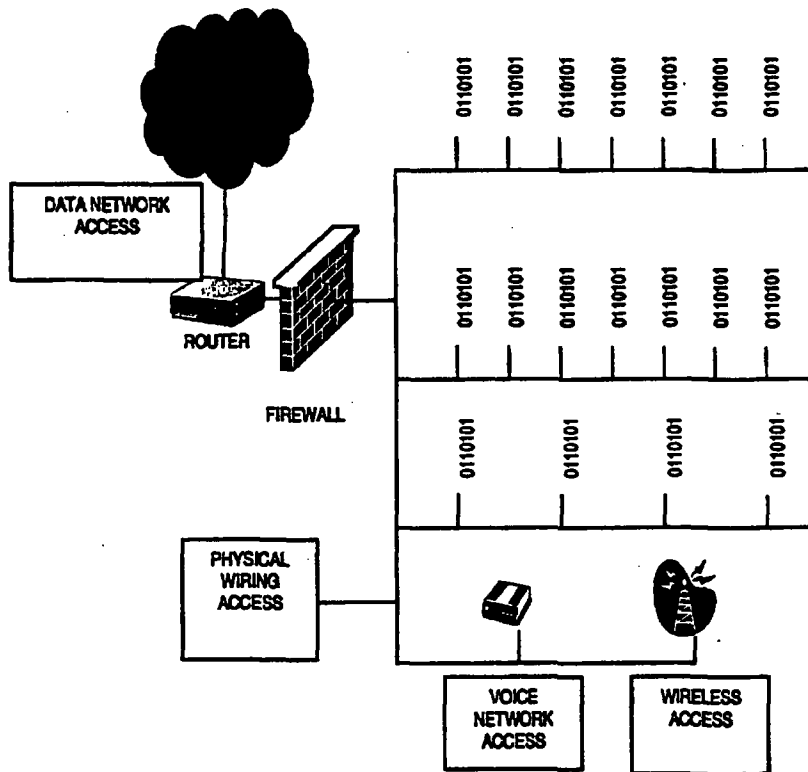 0110101 0110101 0110101 0110101 0110101 0110101 0110101
DATA NETWORK
ACCESS
ROUTER
FIREWALL
0110101 0110101 0110101 0110101 0110101 0110101 0110101
0110101 0110101 0110101 0110101
PHYSICAL
WIRING
ACCESS
VOICE
NETWORK
ACCESS
WIRELESS
ACCESS